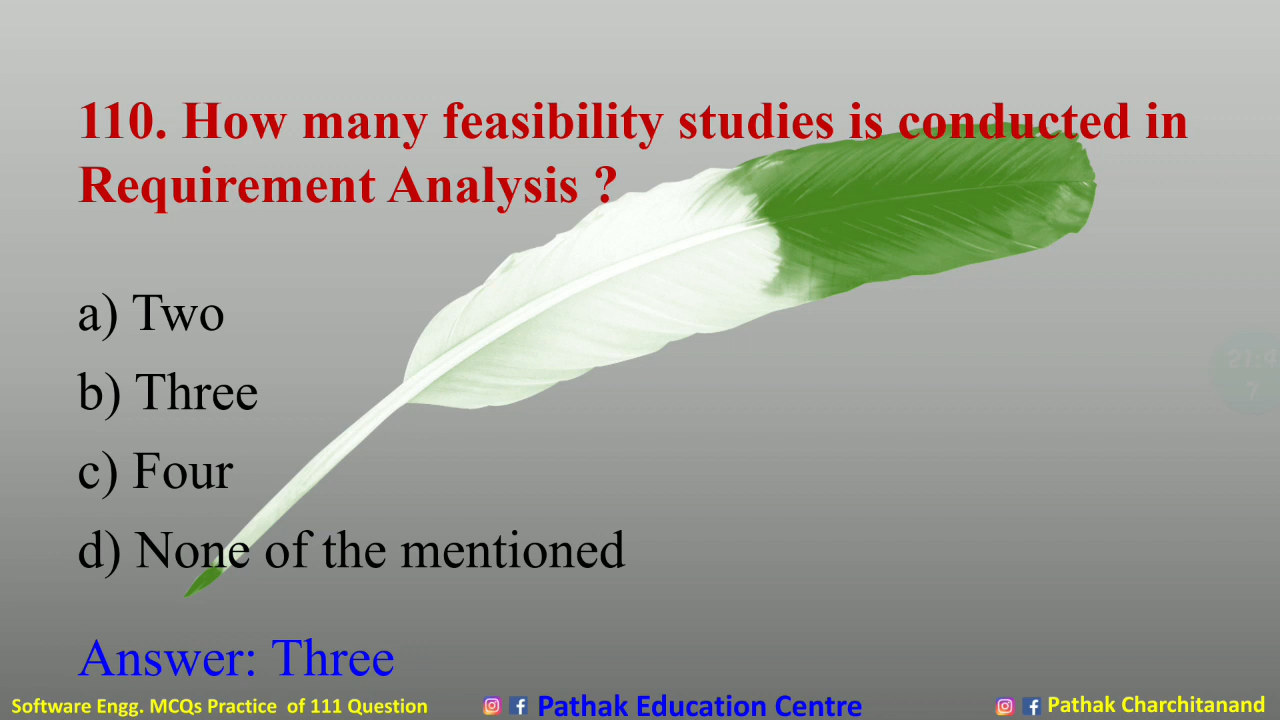 110. How many feasibility studies is conducted in
Requirement Analysis ?
a) Two
b) Three
c) Four
d) None of the mentioned
Answer: Three
Software Engg. MCQs Practice of 111 Question
Pathak Education Centre
Pathak Charchitanand